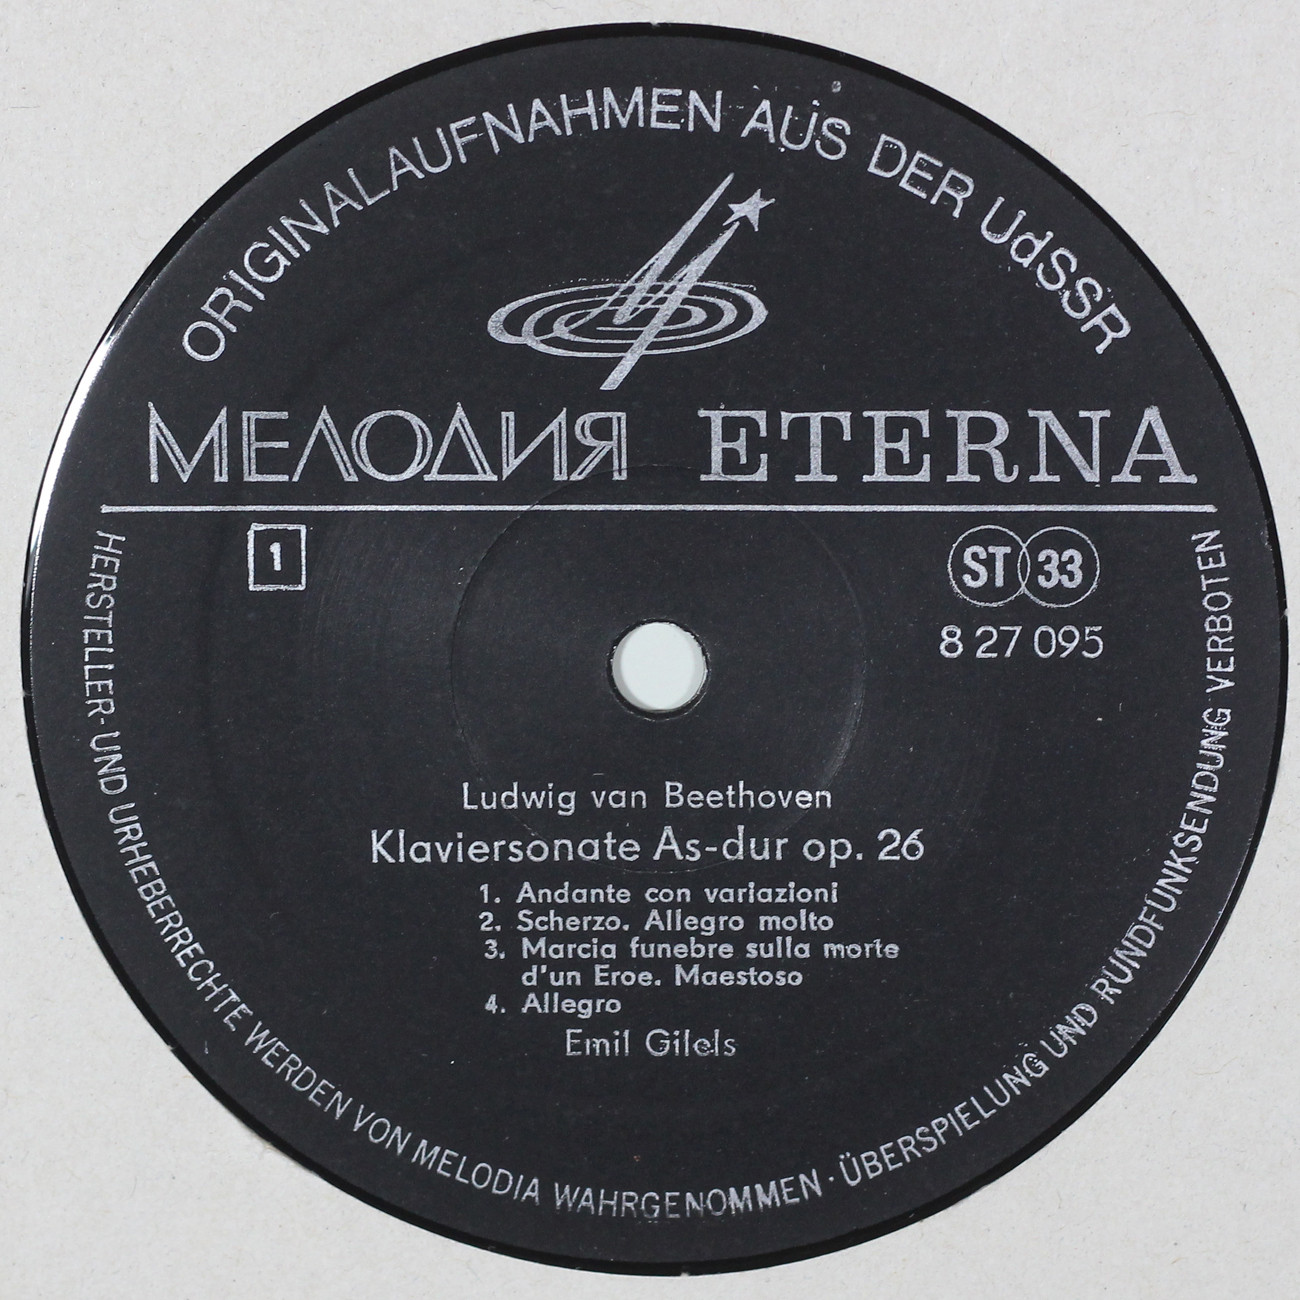 ORIGINALAUFNAHMEN AUS DER UdSSR
МЕЛОДИЯ ETERNA
1
ST 33
8 27 095
Ludwig van Beethoven
Klaviersonate As-dur op. 26
1. Andante con variazioni
2. Scherzo. Allegro molto
3. Marcia funebre sulla morte
d'un Eroe. Maestoso
4. Allegro
Emil Gilels
HERSTELLER- UND URHEBERRECHTE WERDEN VON MELODIA WAHRGENOMMEN · ÜBERSPIELUNG UND RUNDFUNKSENDUNG VERBOTEN